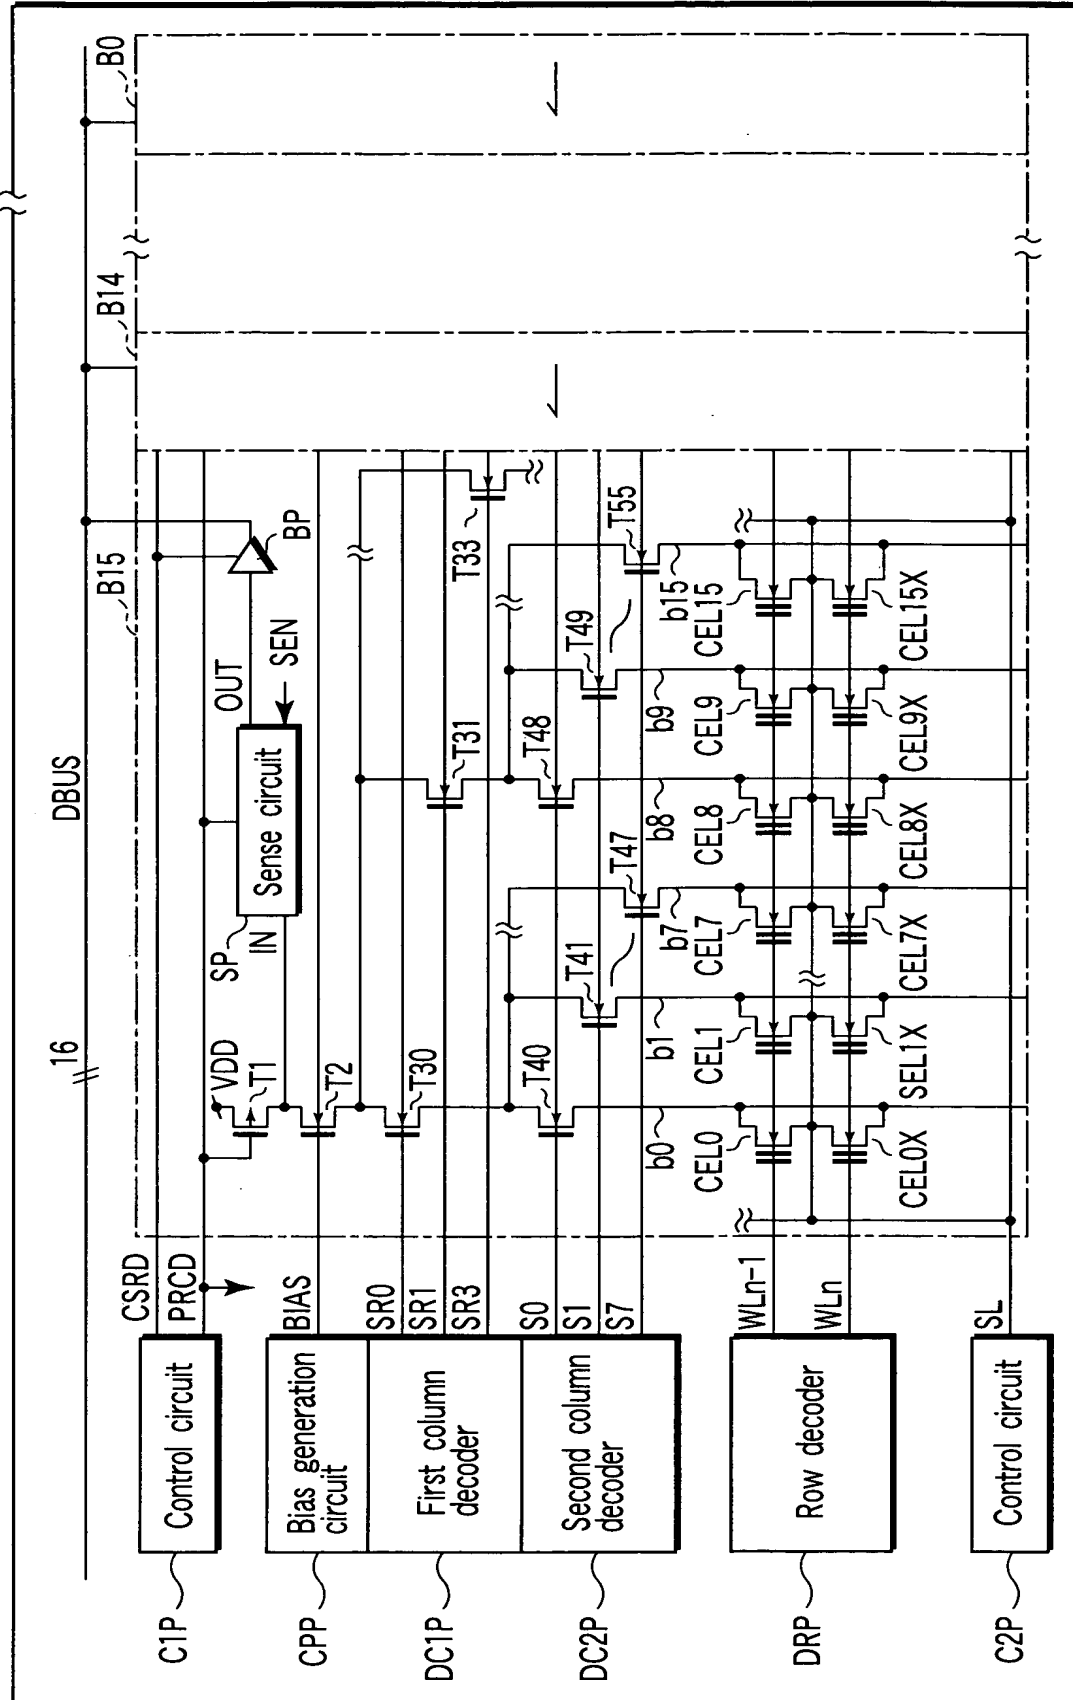 16
DBUS
B15
B14
B0
CSRD
PRCD
VDD
T1
SP
IN
Sense circuit
OUT
SEN
BP
BIAS
T2
SR0
T30
SR1
T31
SR3
T33
S0
T40
T48
S1
T41
T49
S7
T47
T55
b0
b1
b7
b8
b9
b15
CEL0
CEL1
CEL7
CEL8
CEL9
CEL15
WLn-1
WLn
CEL0X
SEL1X
CEL7X
CEL8X
CEL9X
CEL15X
SL
C1P
Control circuit
CPP
Bias generation
circuit
DC1P
First column
decoder
DC2P
Second column
decoder
DRP
Row decoder
C2P
Control circuit